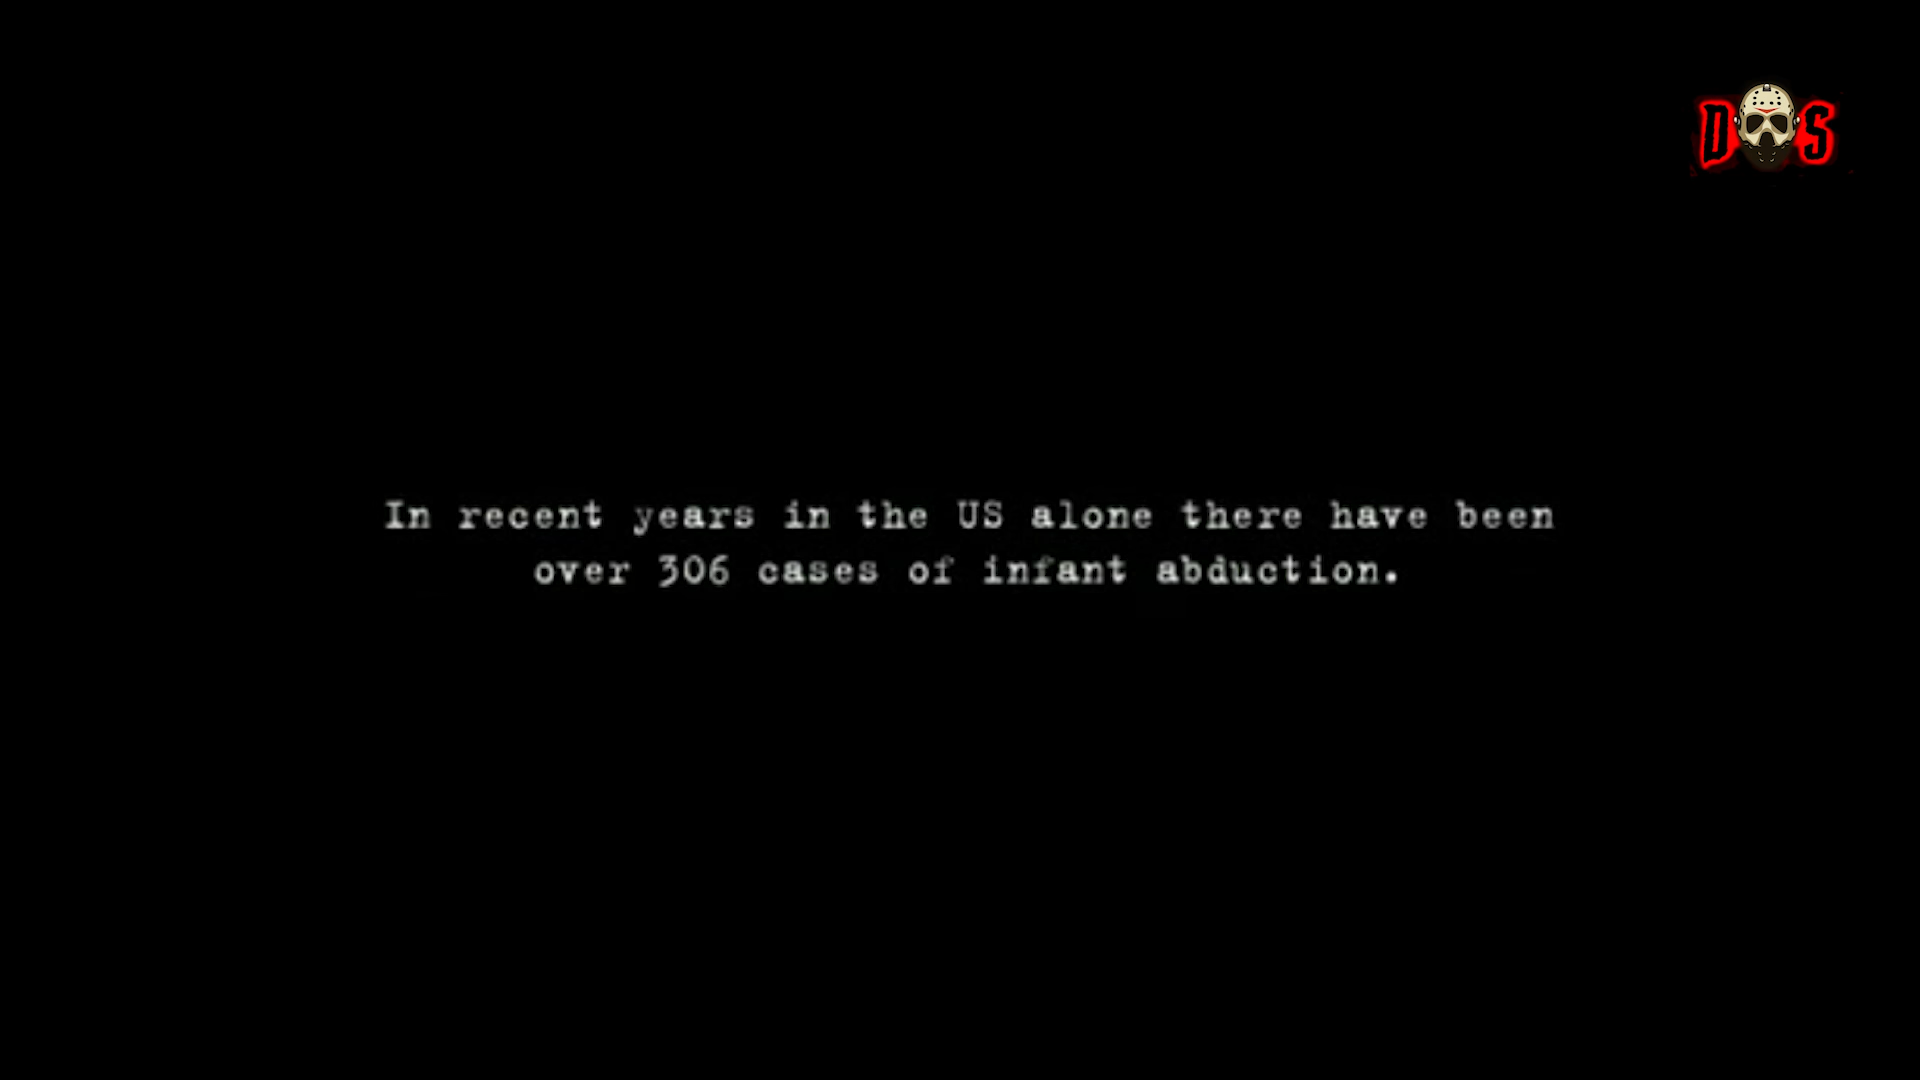 D S
In recent years in the US alone there have been
over 306 cases of infant abduction.